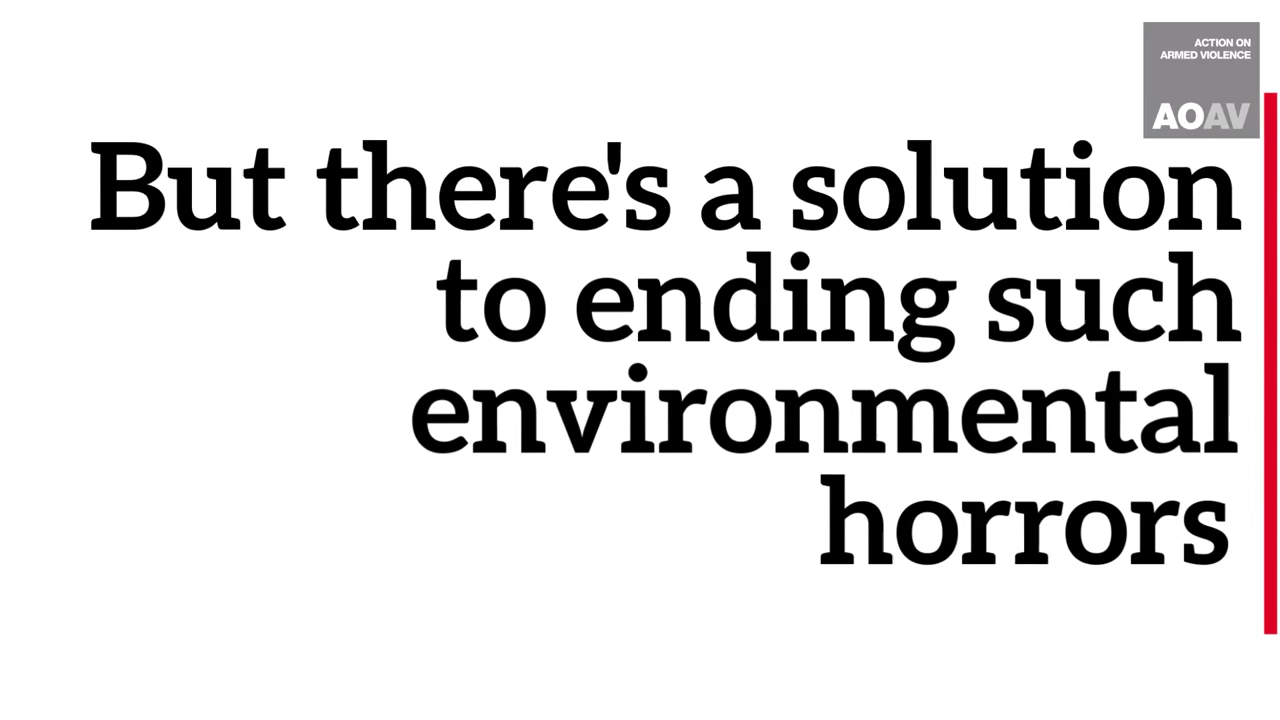 ACTION ON
ARMED VIOLENCE
AOAV
But there's a solution
to ending such
environmental
horrors